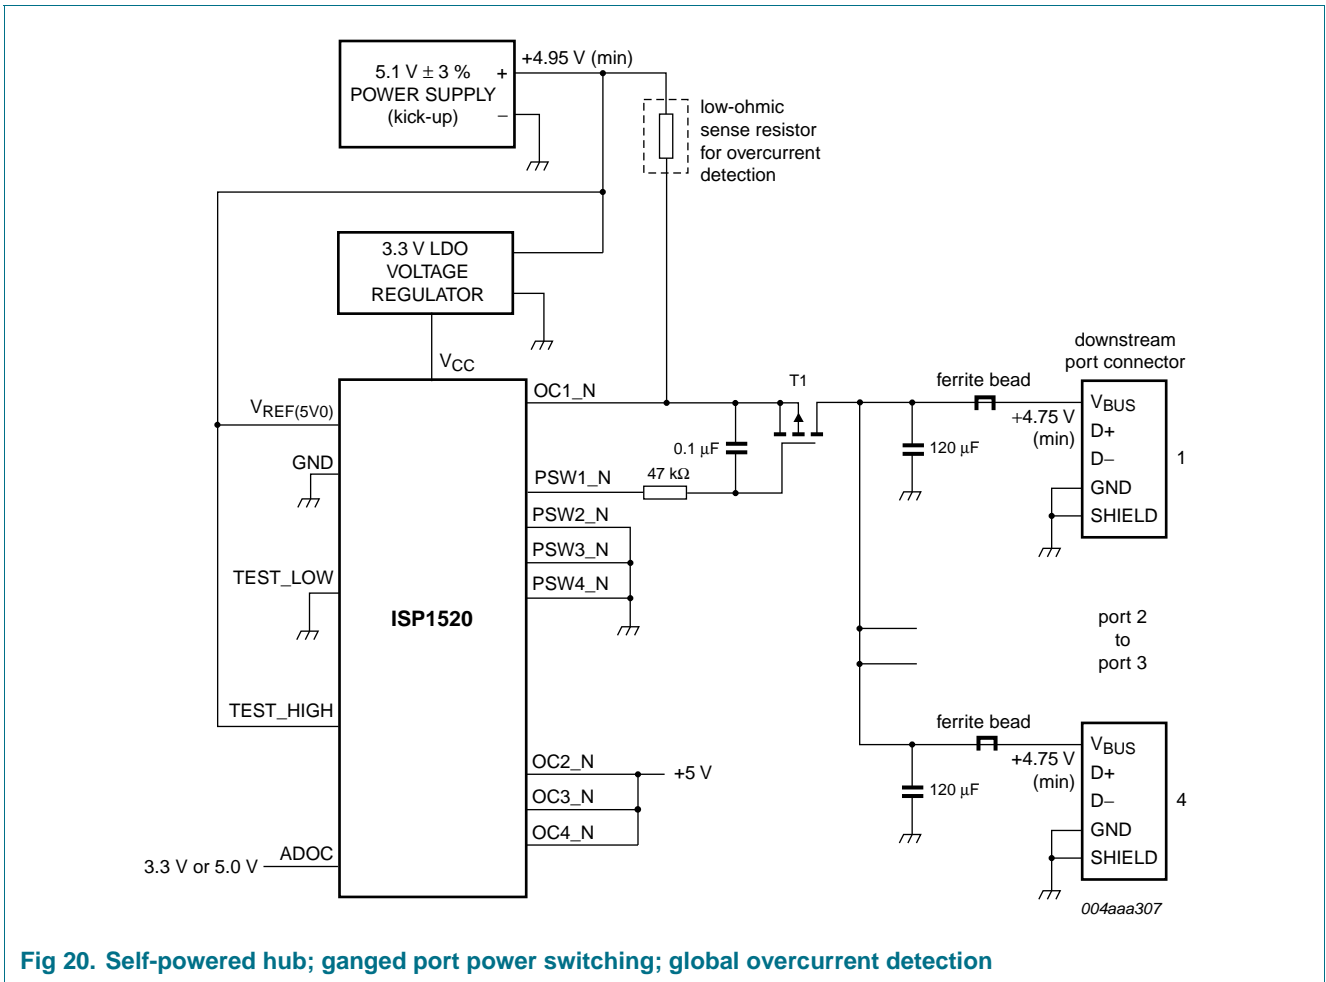 5.1 V ± 3 %
POWER SUPPLY
(kick-up)
+
−
+4.95 V (min)
low-ohmic
sense resistor
for overcurrent
detection
3.3 V LDO
VOLTAGE
REGULATOR
VCC
VREF(5V0)
GND
TEST_LOW
TEST_HIGH
3.3 V or 5.0 V
ADOC
ISP1520
OC1_N
PSW1_N
PSW2_N
PSW3_N
PSW4_N
OC2_N
OC3_N
OC4_N
+5 V
47 kΩ
0.1 μF
T1
120 μF
ferrite bead
+4.75 V
(min)
downstream
port connector
VBUS
D+
D−
GND
SHIELD
1
port 2
to
port 3
ferrite bead
120 μF
+4.75 V
(min)
VBUS
D+
D−
GND
SHIELD
4
004aaa307
Fig 20. Self-powered hub; ganged port power switching; global overcurrent detection